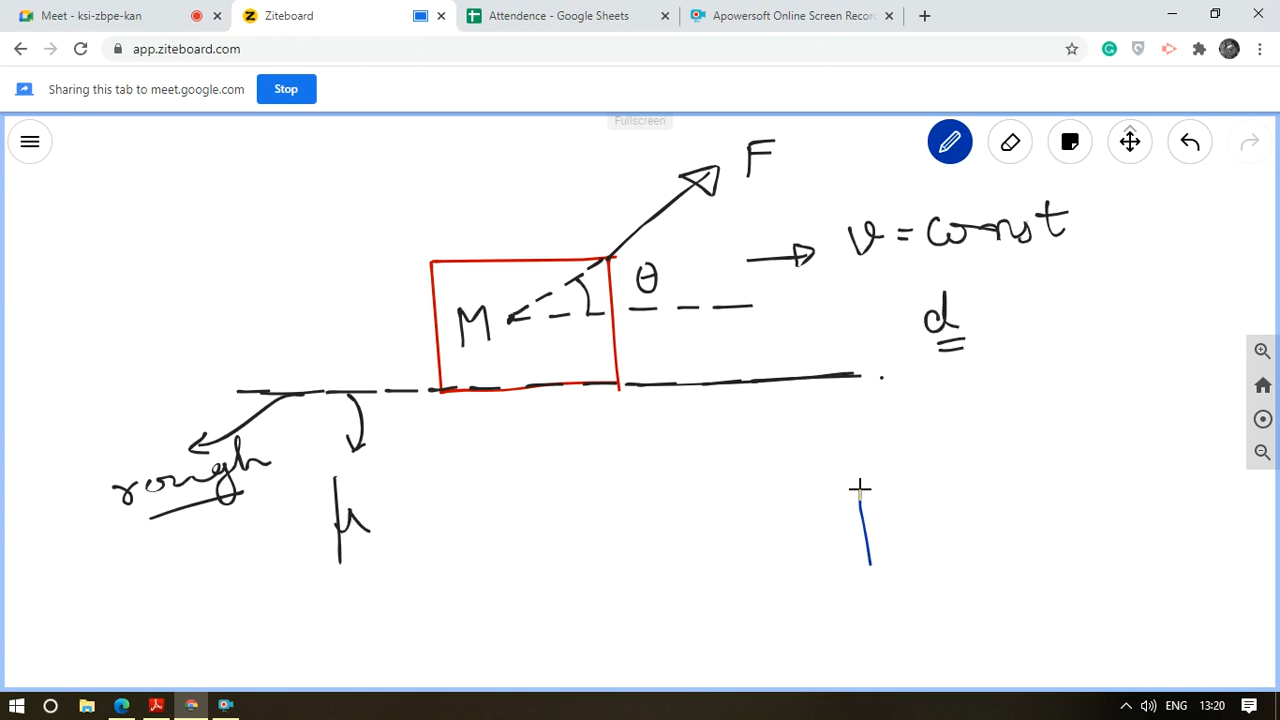 Meet - ksi-zbpe-kan
Ziteboard
Attendence - Google Sheets
Apowersoft Online Screen Recor
app.ziteboard.com
Sharing this tab to meet.google.com
Stop
Fullscreen
F
v = const
θ
M
d
rough
μ
ENG
13:20